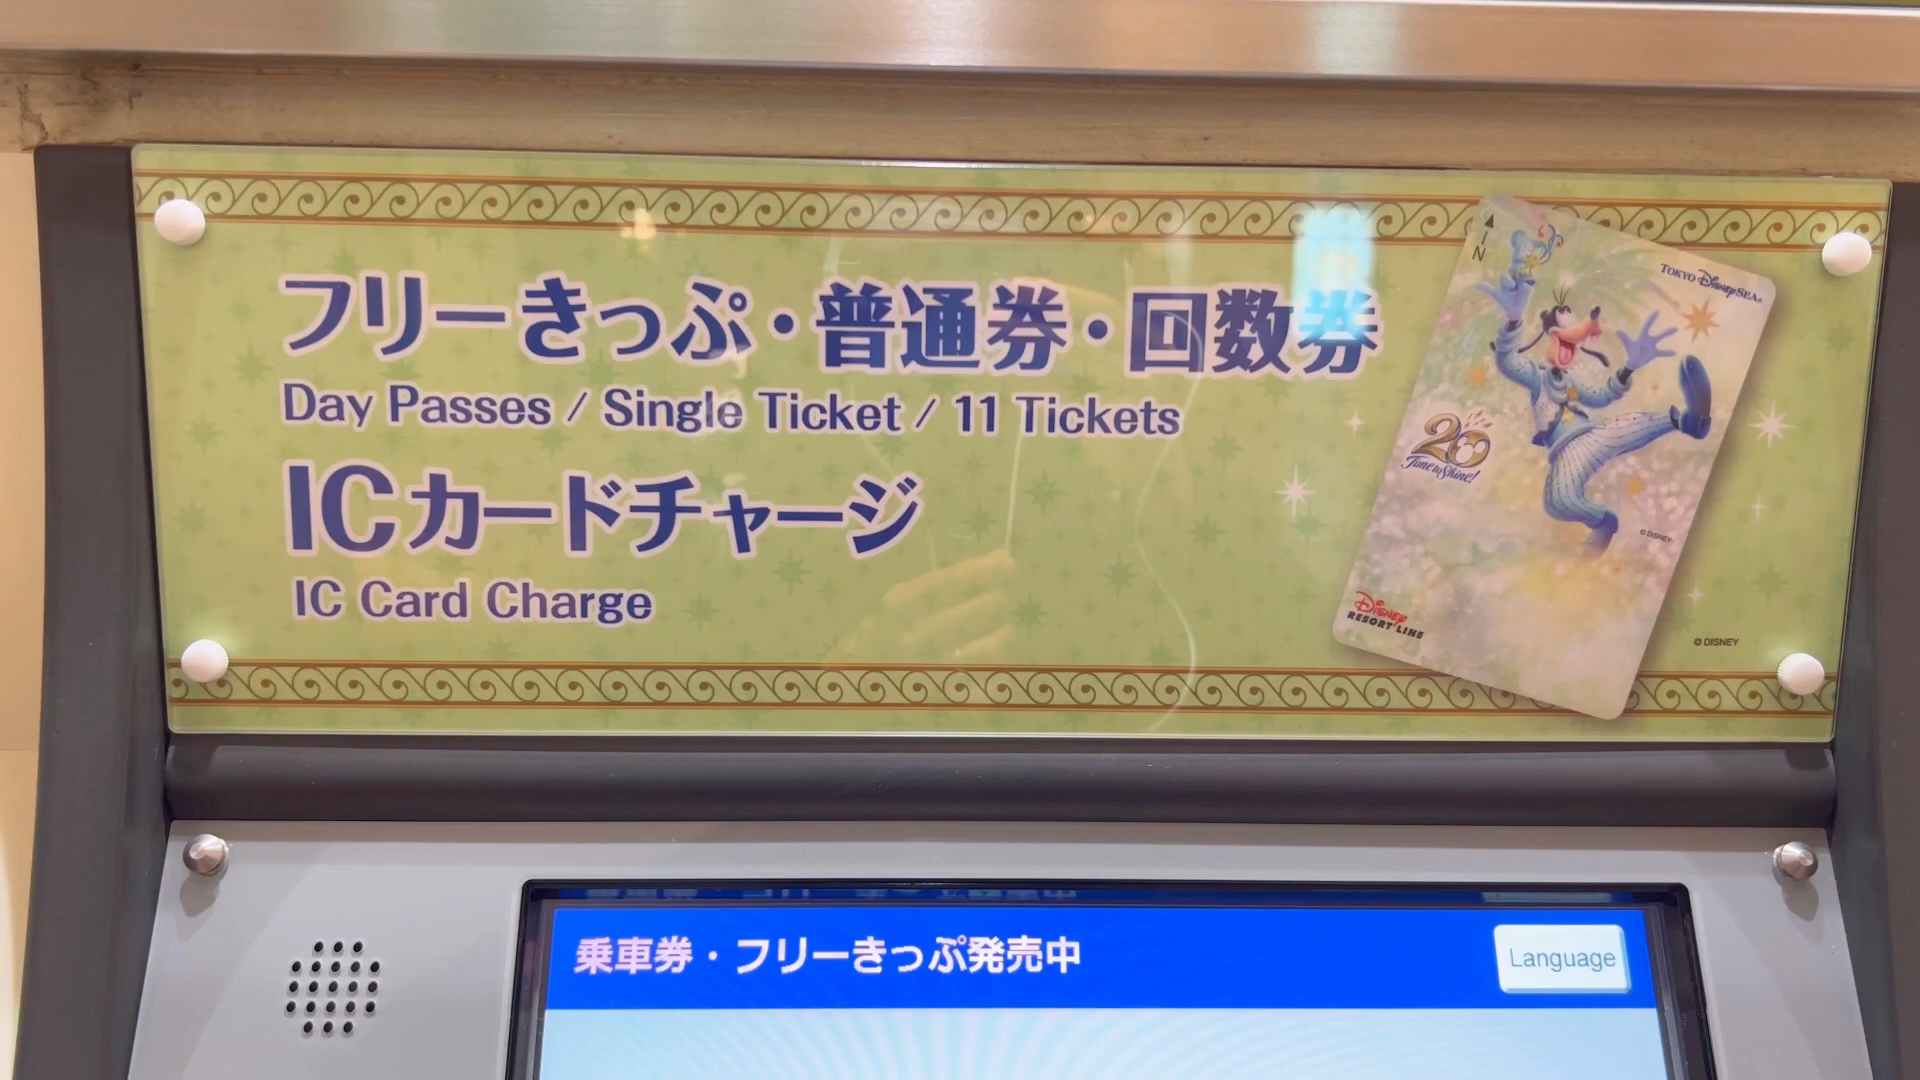 フリーきっぷ・普通券・回数券
Day Passes / Single Ticket / 11 Tickets
ICカードチャージ
IC Card Charge
IN
TOKYO DISNEYSEA®
20
Time to Shine!
© DISNEY
DISNEY
RESORT LINE
© DISNEY
乗車券・フリーきっぷ発売中
Language